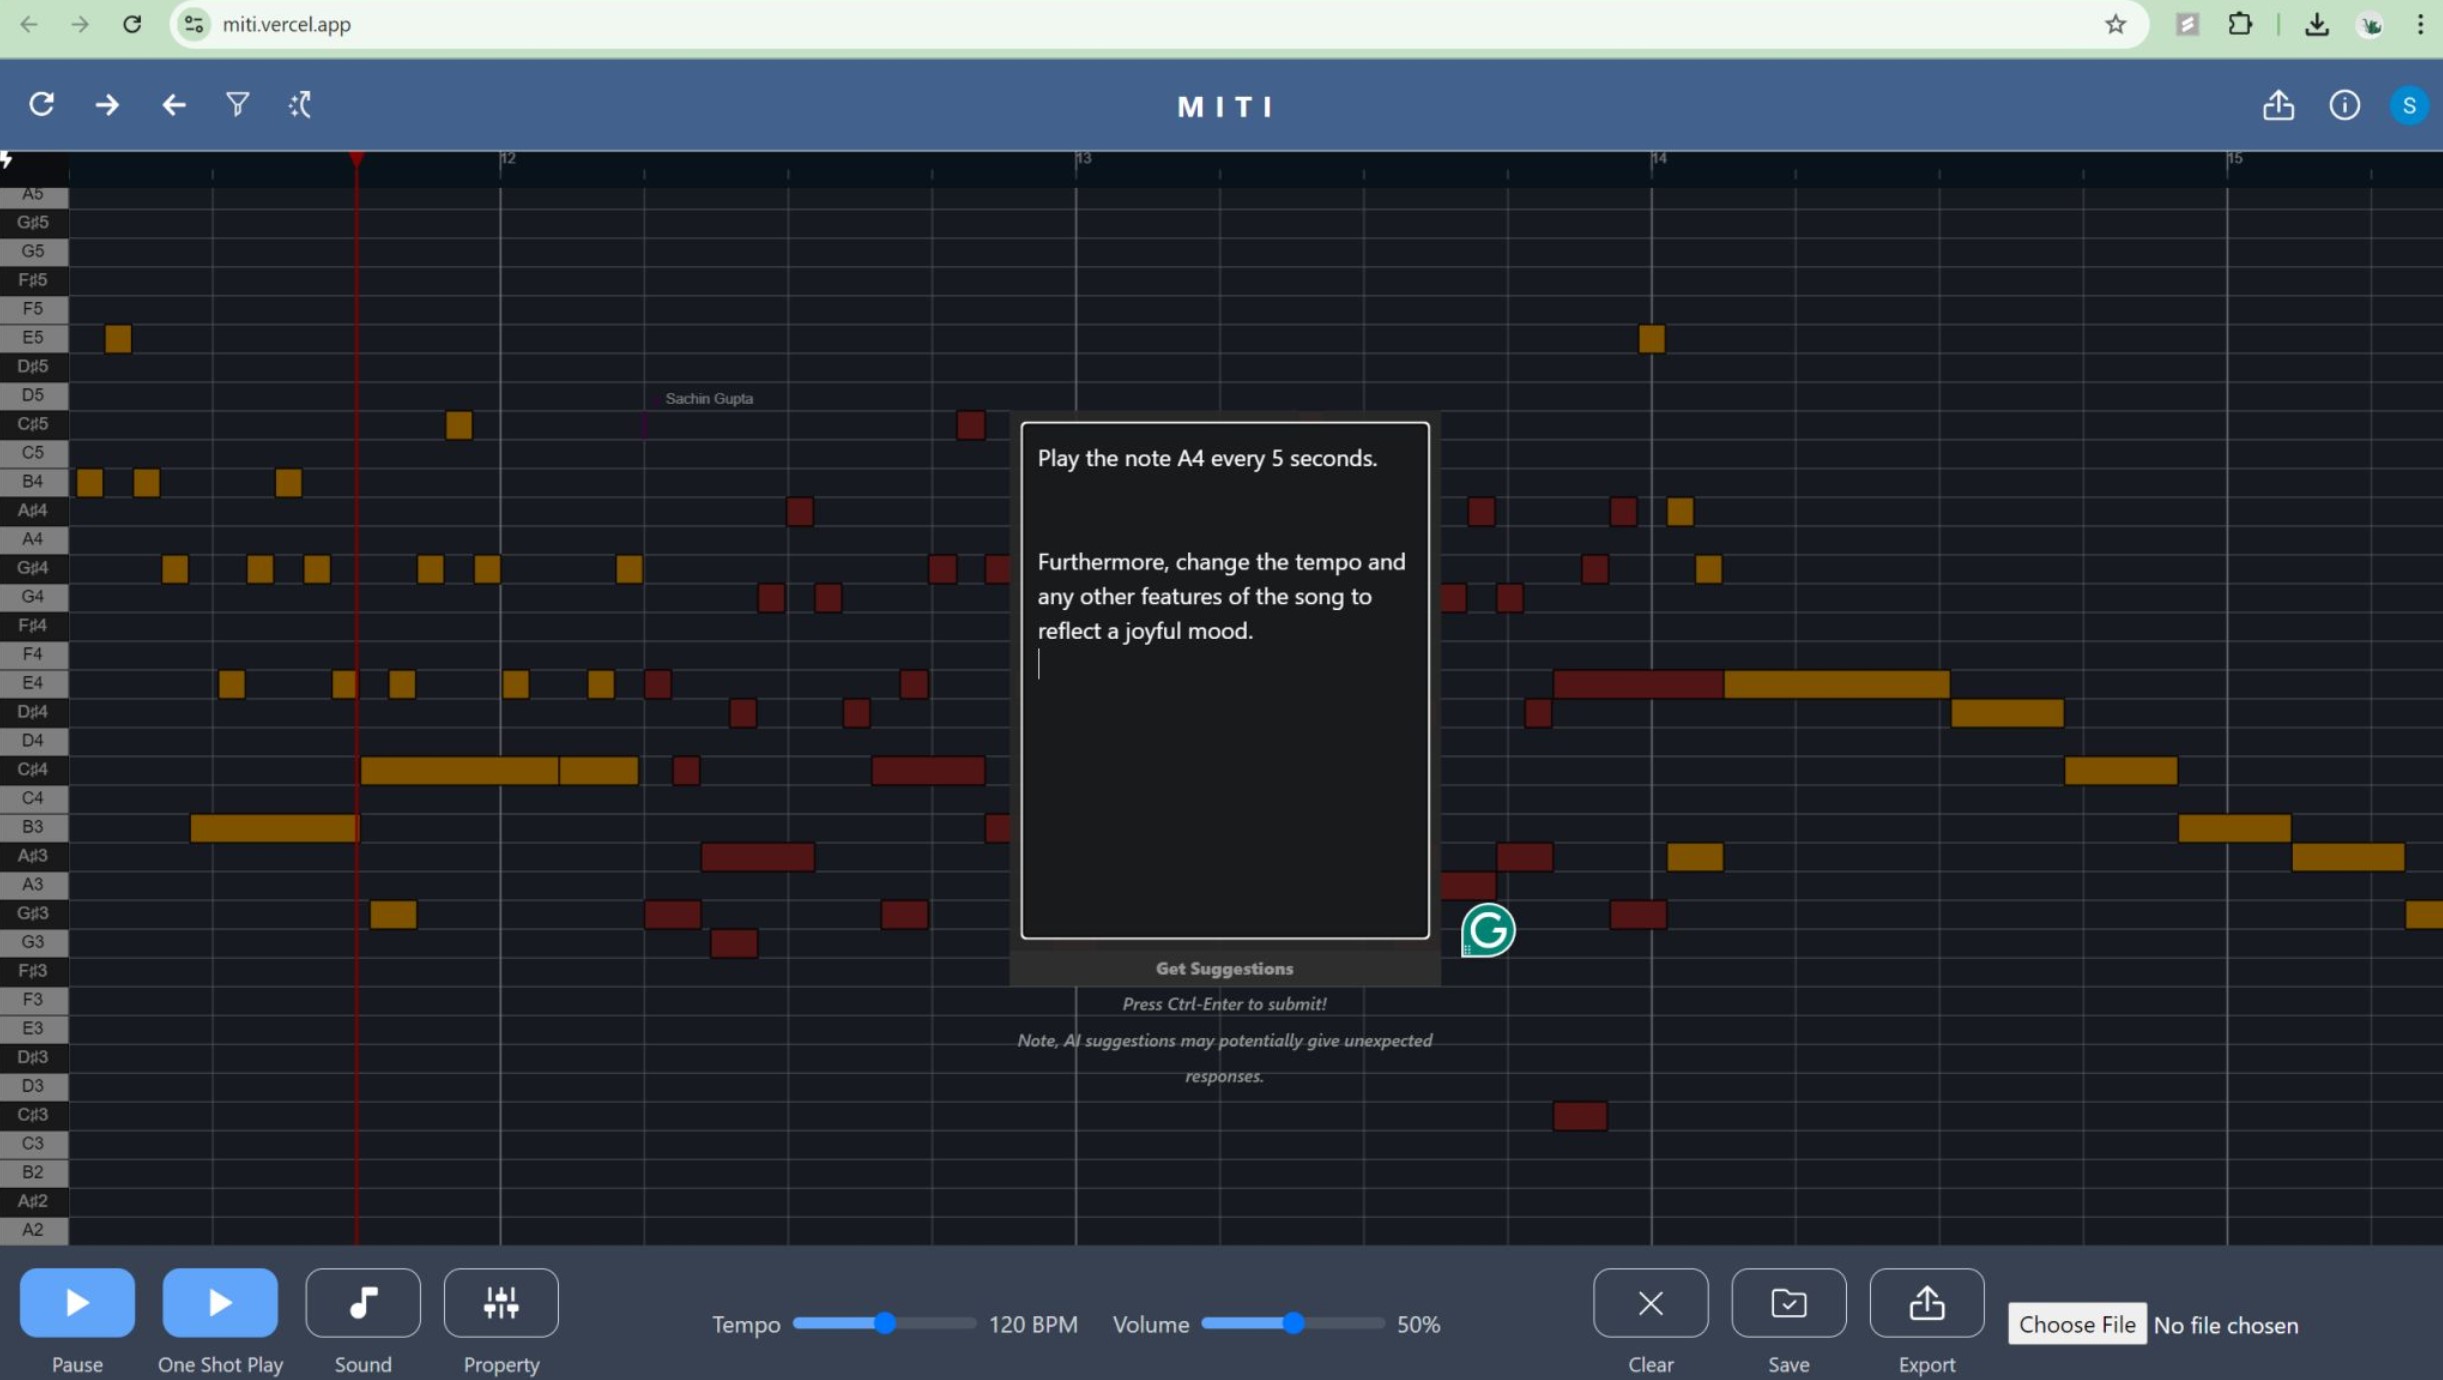 miti.vercel.app
MITI
S
12
13
14
15
A5
G♯5
G5
F♯5
F5
E5
D♯5
D5
Sachin Gupta
C♯5
C5
B4
A♯4
A4
G♯4
G4
F♯4
F4
E4
D♯4
D4
C♯4
C4
B3
A♯3
A3
G♯3
G3
F♯3
F3
E3
D♯3
D3
C♯3
C3
B2
A♯2
A2
Play the note A4 every 5 seconds.
Furthermore, change the tempo and
any other features of the song to
reflect a joyful mood.
G
Get Suggestions
Press Ctrl-Enter to submit!
Note, AI suggestions may potentially give unexpected
responses.
Pause
One Shot Play
Sound
Property
Tempo
120 BPM
Volume
50%
Clear
Save
Export
Choose File No file chosen